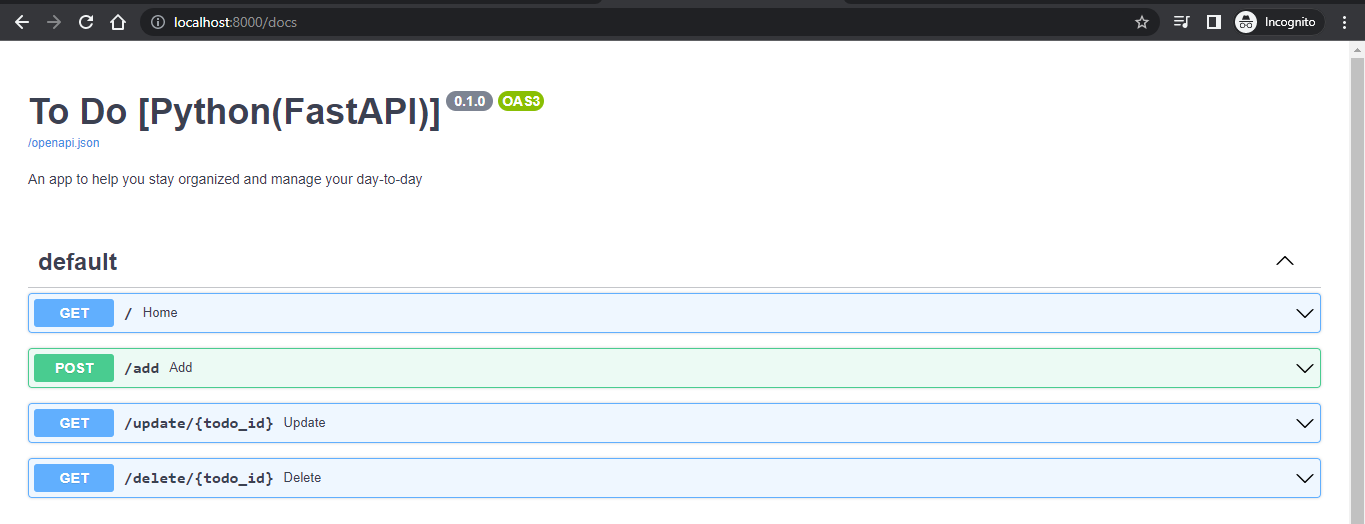 localhost:8000/docs
Incognito
To Do [Python(FastAPI)] 0.1.0 OAS3
/openapi.json
An app to help you stay organized and manage your day-to-day
default
GET / Home
POST /add Add
GET /update/{todo_id} Update
GET /delete/{todo_id} Delete